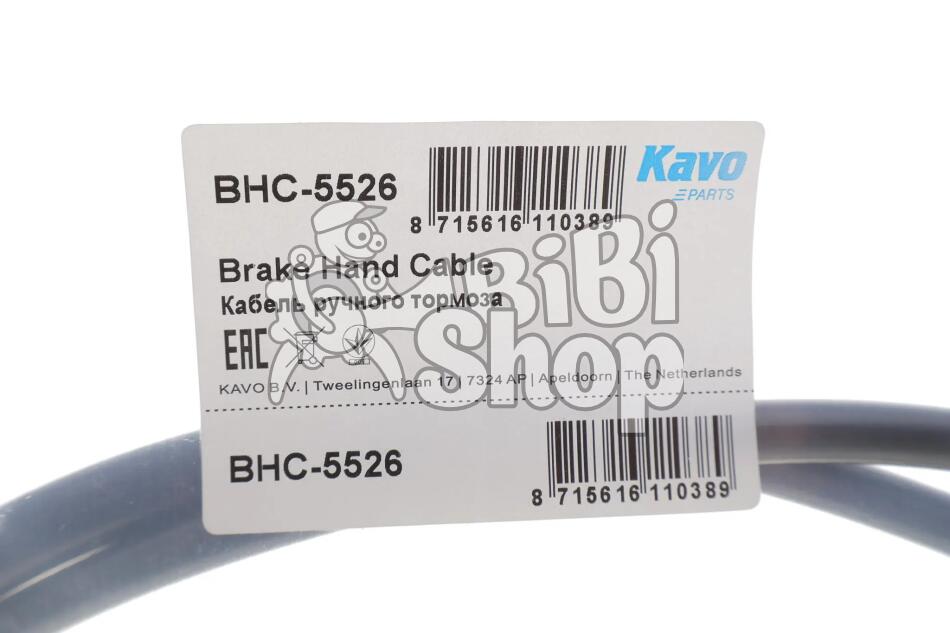 BHC-5526
8 715616 110389
Kavo
PARTS
Brake Hand Cable
Кабель ручного тормоза
EAC
KAVO B.V. | Tweelingenlaan 17 | 7324 AP | Apeldoorn | The Netherlands
BiBi
Shop
BHC-5526
8 715616 110389